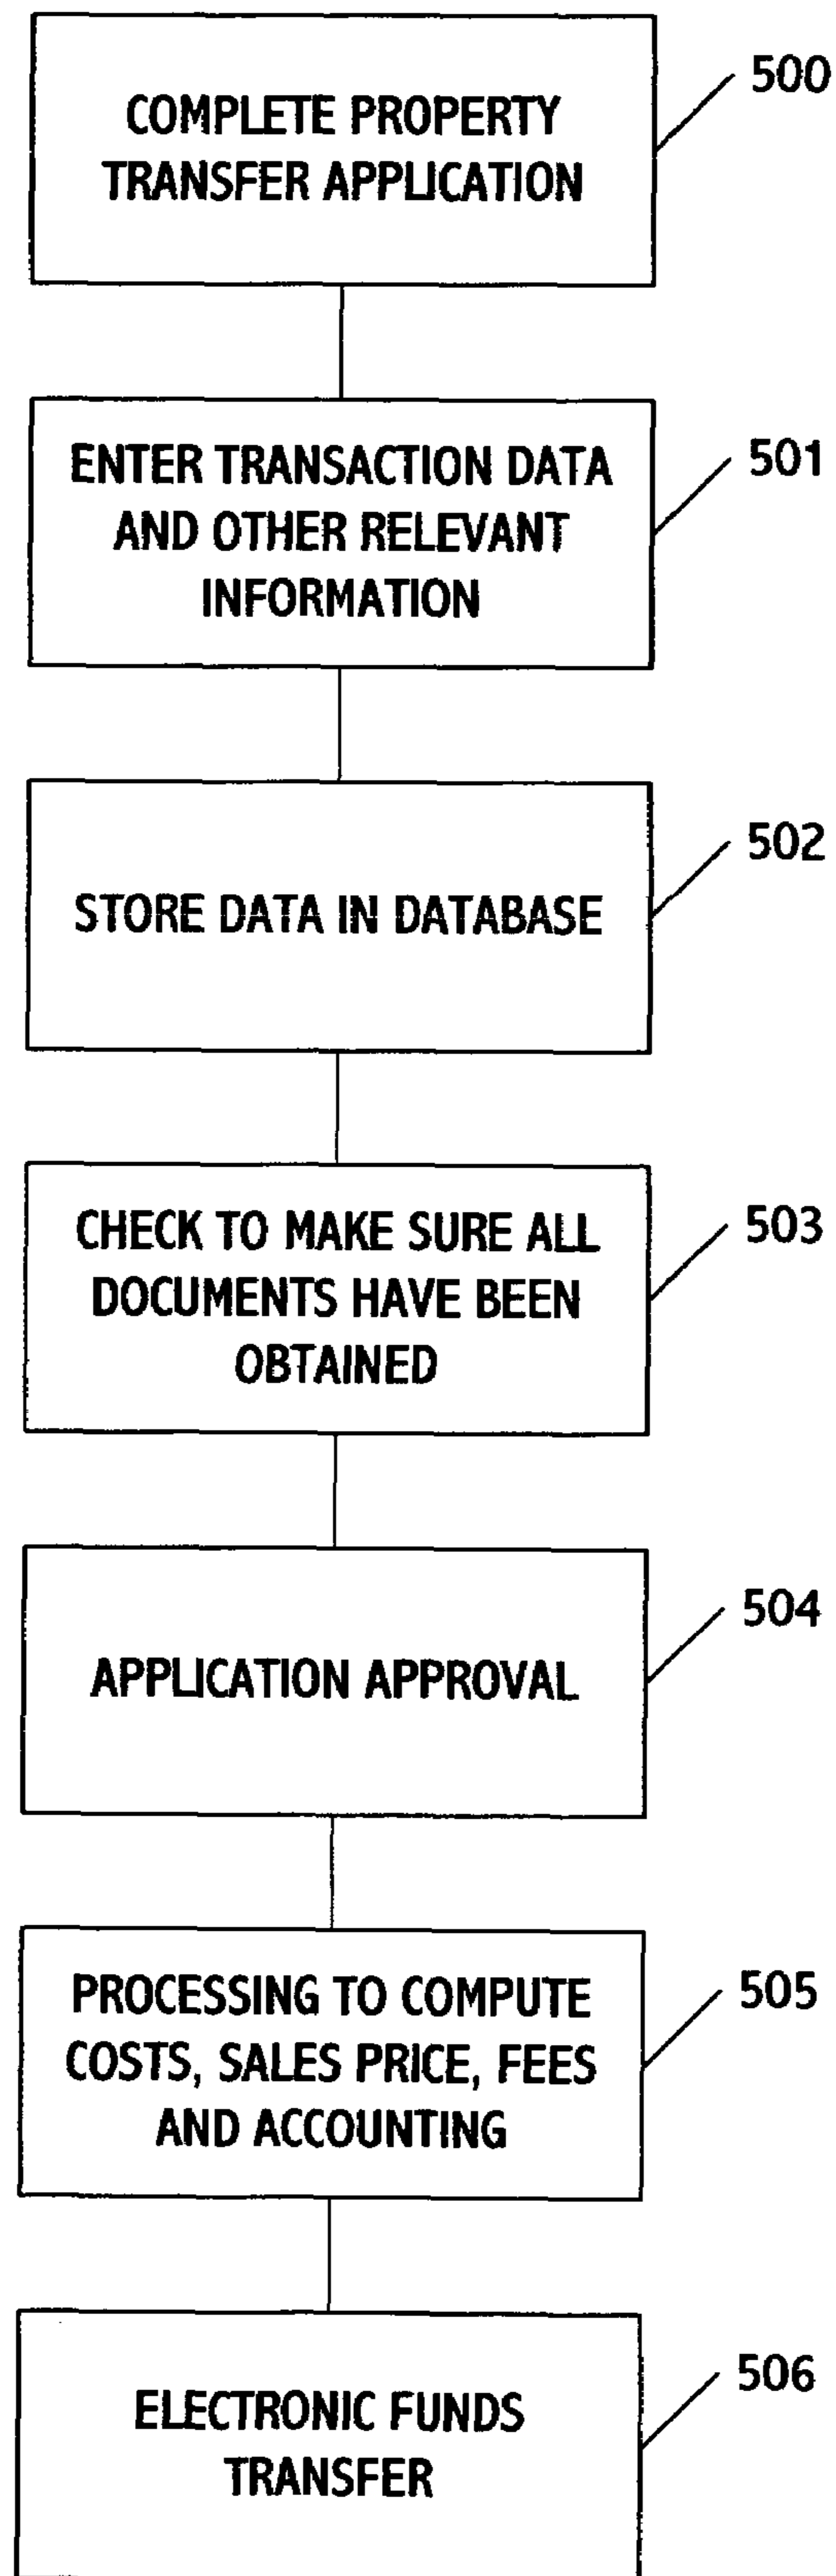 COMPLETE PROPERTY
TRANSFER APPLICATION
500
ENTER TRANSACTION DATA
AND OTHER RELEVANT
INFORMATION
501
STORE DATA IN DATABASE
502
CHECK TO MAKE SURE ALL
DOCUMENTS HAVE BEEN
OBTAINED
503
APPLICATION APPROVAL
504
PROCESSING TO COMPUTE
COSTS, SALES PRICE, FEES
AND ACCOUNTING
505
ELECTRONIC FUNDS
TRANSFER
506